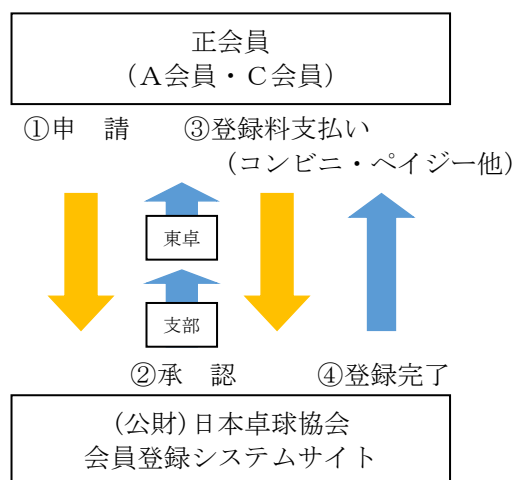 正会員
（Ａ会員・Ｃ会員）
①申　請　③登録料支払い
（コンビニ・ペイジー他）
東卓
支部
②承　認　④登録完了
(公財)日本卓球協会
会員登録システムサイト